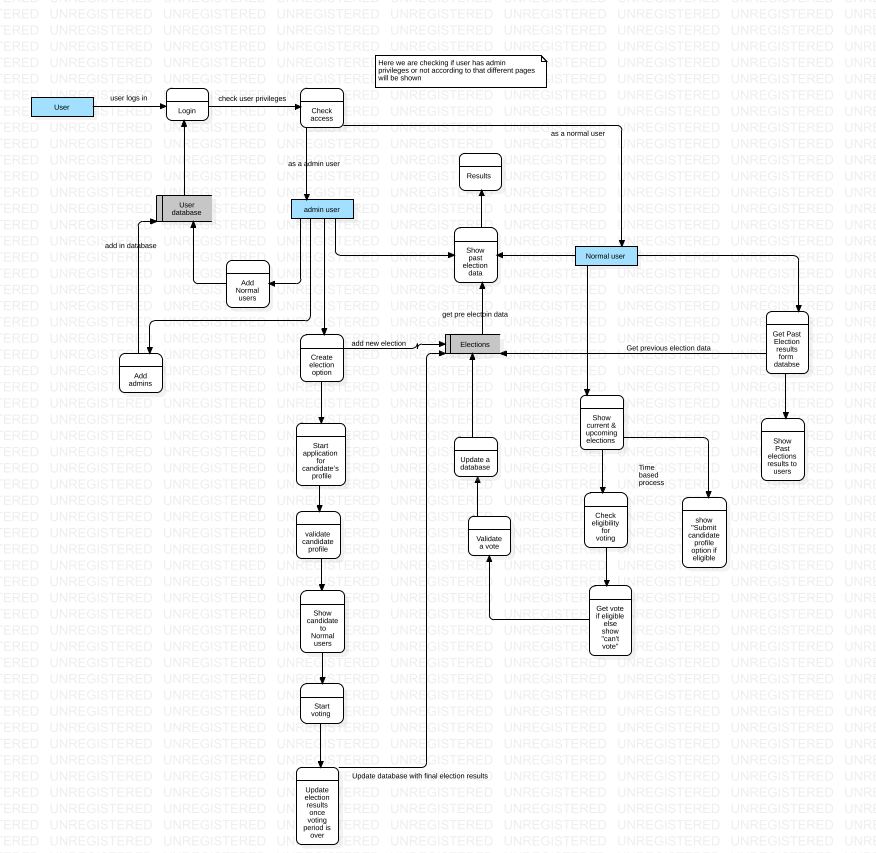 Here we are checking if user has admin
privileges or not according to that different pages
will be shown
User
user logs in
Login
check user privileges
Check
access
as a normal user
as a admin user
Results
User
database
admin user
add in database
Show
past
election
data
Normal user
Add
Normal
users
get pre electoin data
Get Past
Election
results
form
databse
Create
election
option
add new election
Elections
Get previous election data
Add
admins
Show
current &
upcoming
elections
Start
application
for
candidate's
profile
Update a
database
Time
based
process
Show
Past
elections
results to
users
validate
candidate
profile
Validate
a vote
Check
eligibility
for
voting
show
"Submit
candidate
profile
option if
eligible
Show
candidate
to
Normal
users
Get vote
if eligible
else
show
"can't
vote"
Start
voting
Update database with final election results
Update
election
results
once
voting
period is
over
UNREGISTERED